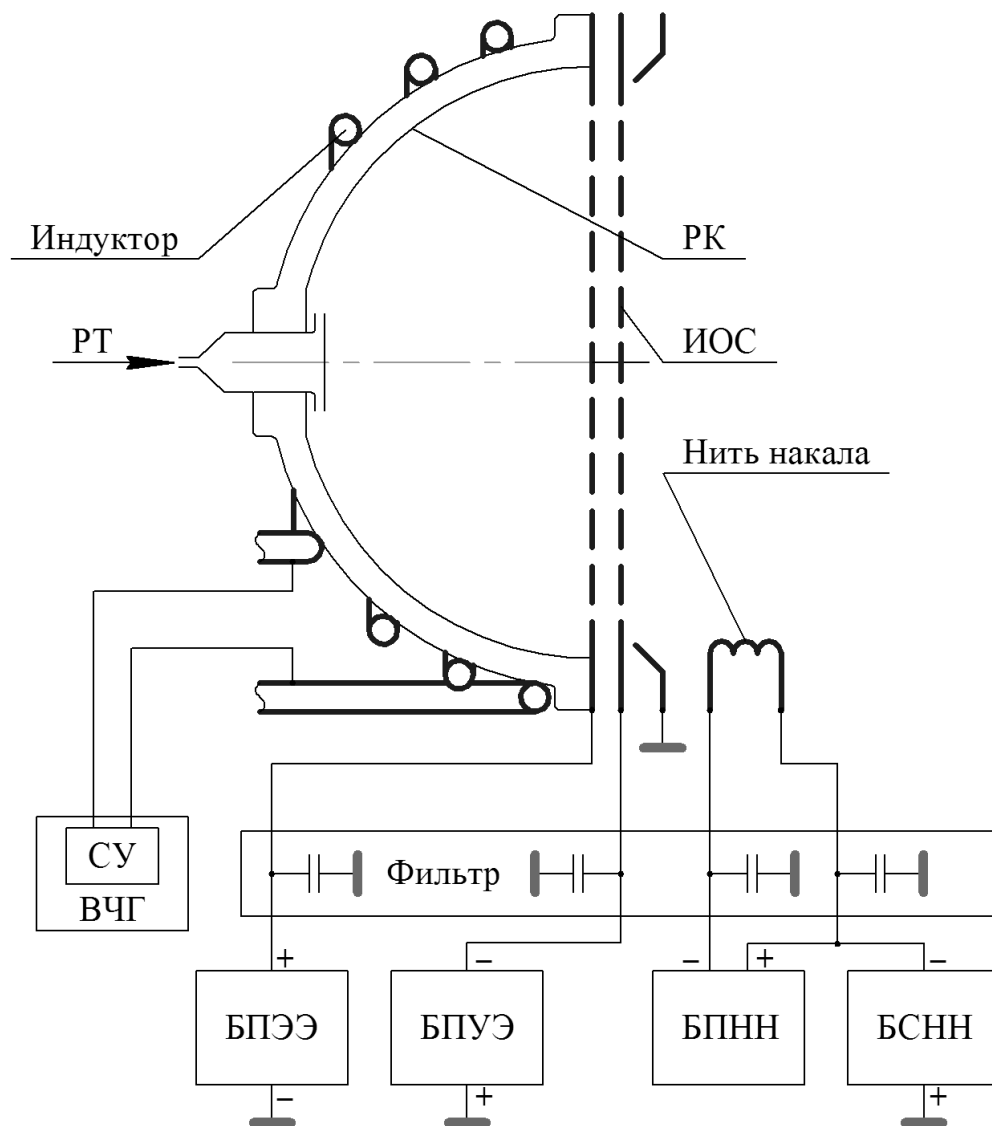 Индуктор
РК
РТ
ИОС
Нить накала
СУ
ВЧГ
Фильтр
+
–
–
+
–
БПЭЭ
БПУЭ
БПНН
БСНН
–
+
+